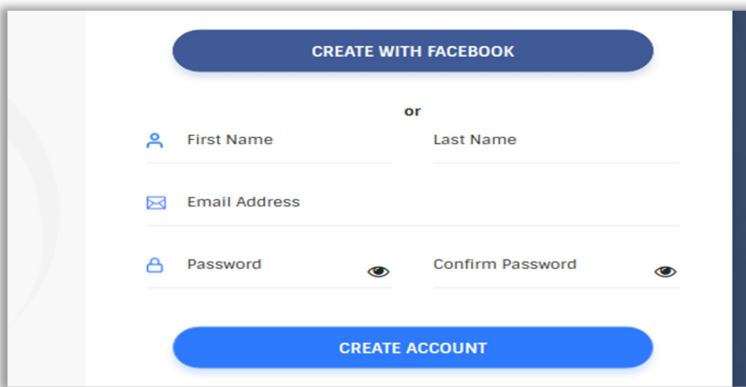 CREATE WITH FACEBOOK
or
First Name Last Name
Email Address
Password Confirm Password
CREATE ACCOUNT